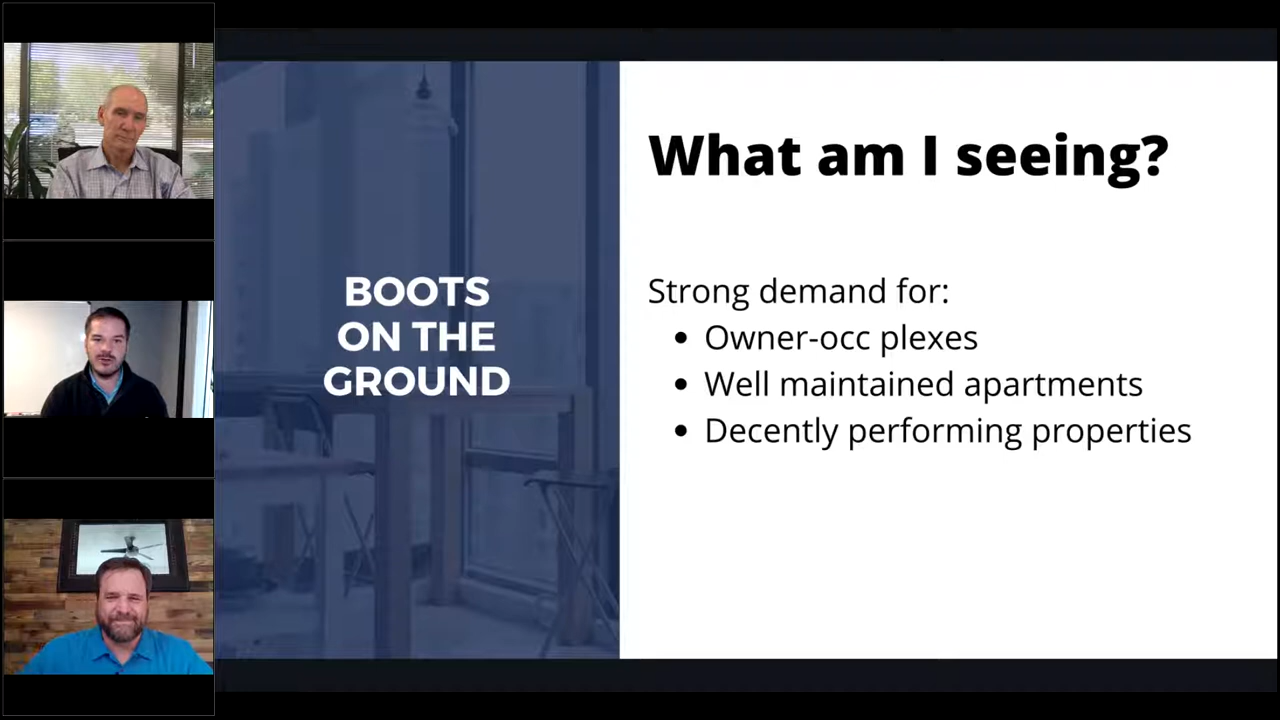 BOOTS
ON THE
GROUND
What am I seeing?
Strong demand for:
• Owner-occ plexes
• Well maintained apartments
• Decently performing properties